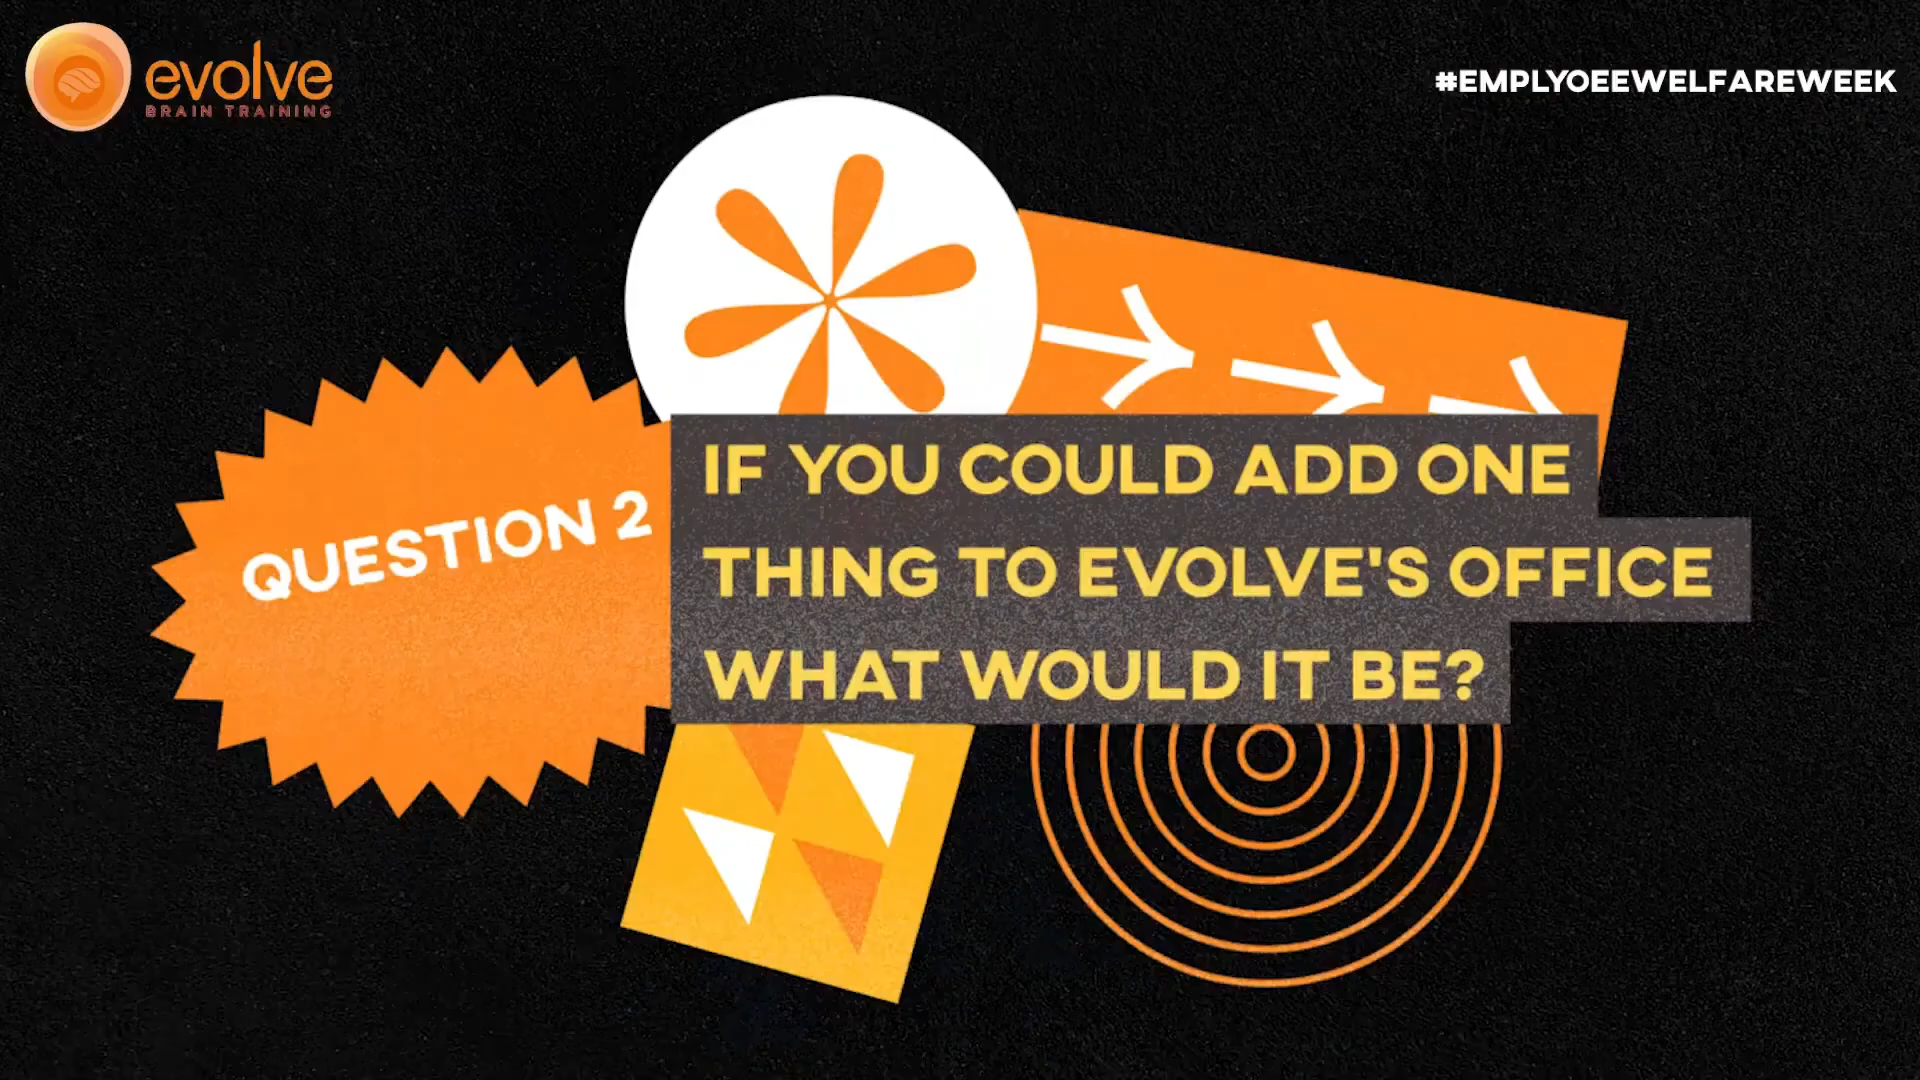 evolve
BRAIN TRAINING
#EMPLYOEEWELFAREWEEK
QUESTION 2
IF YOU COULD ADD ONE
THING TO EVOLVE'S OFFICE
WHAT WOULD IT BE?